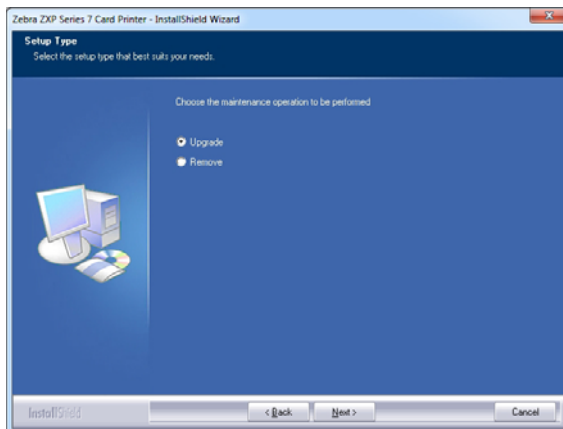 Zebra ZXP Series 7 Card Printer - InstallShield Wizard
Setup Type
Select the setup type that best suits your needs.
Choose the maintenance operation to be performed
Upgrade
Remove
InstallShield
< Back
Next >
Cancel